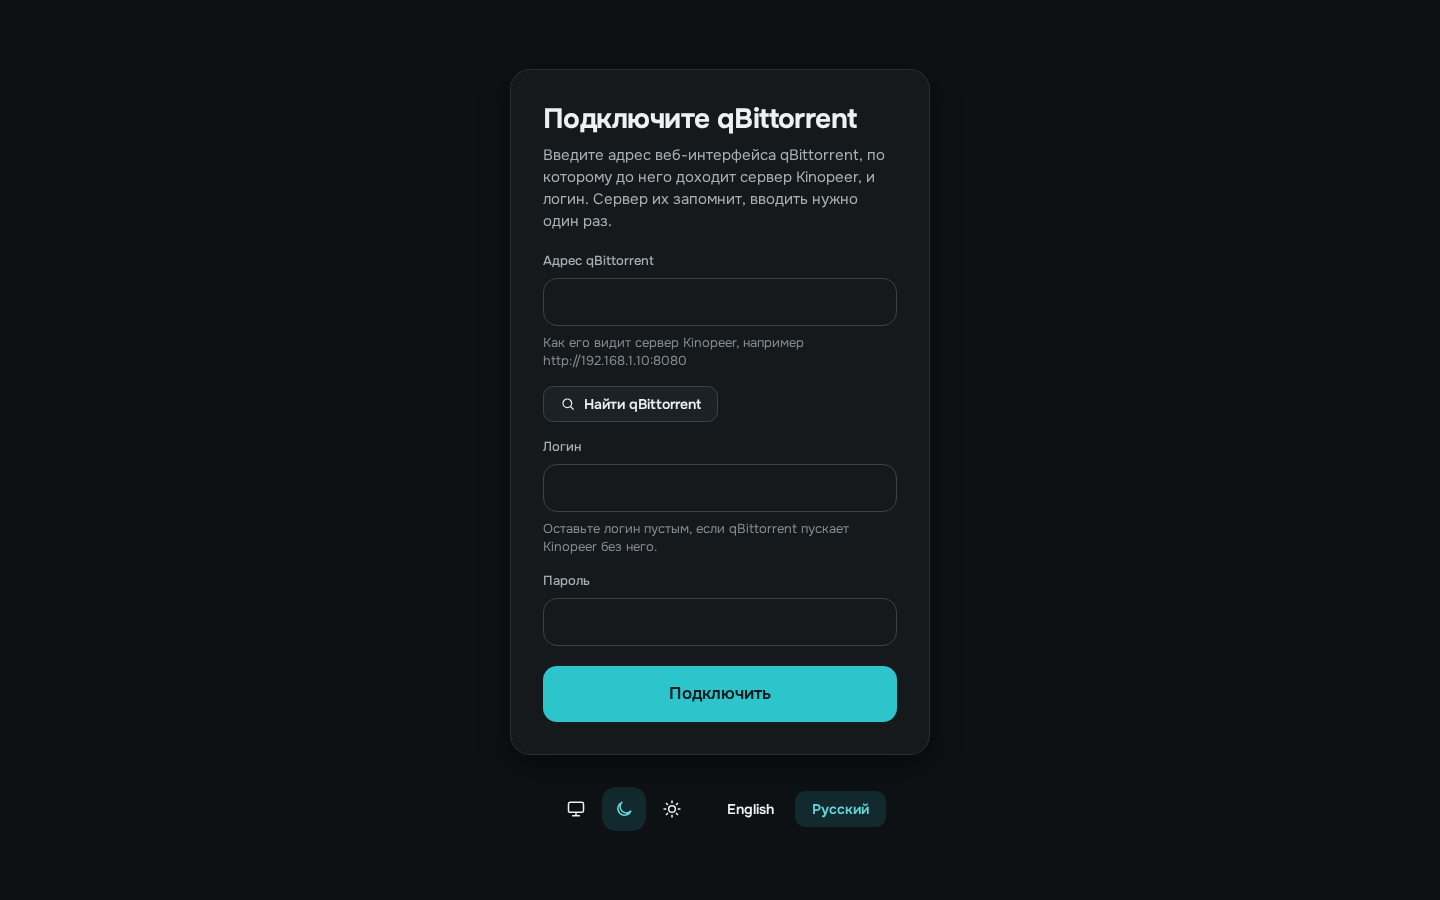 Подключите qBittorrent
Введите адрес веб-интерфейса qBittorrent, по
которому до него доходит сервер Kinopeer, и
логин. Сервер их запомнит, вводить нужно
один раз.
Адрес qBittorrent
Как его видит сервер Kinopeer, например
http://192.168.1.10:8080
Найти qBittorrent
Логин
Оставьте логин пустым, если qBittorrent пускает
Kinopeer без него.
Пароль
Подключить
English
Русский